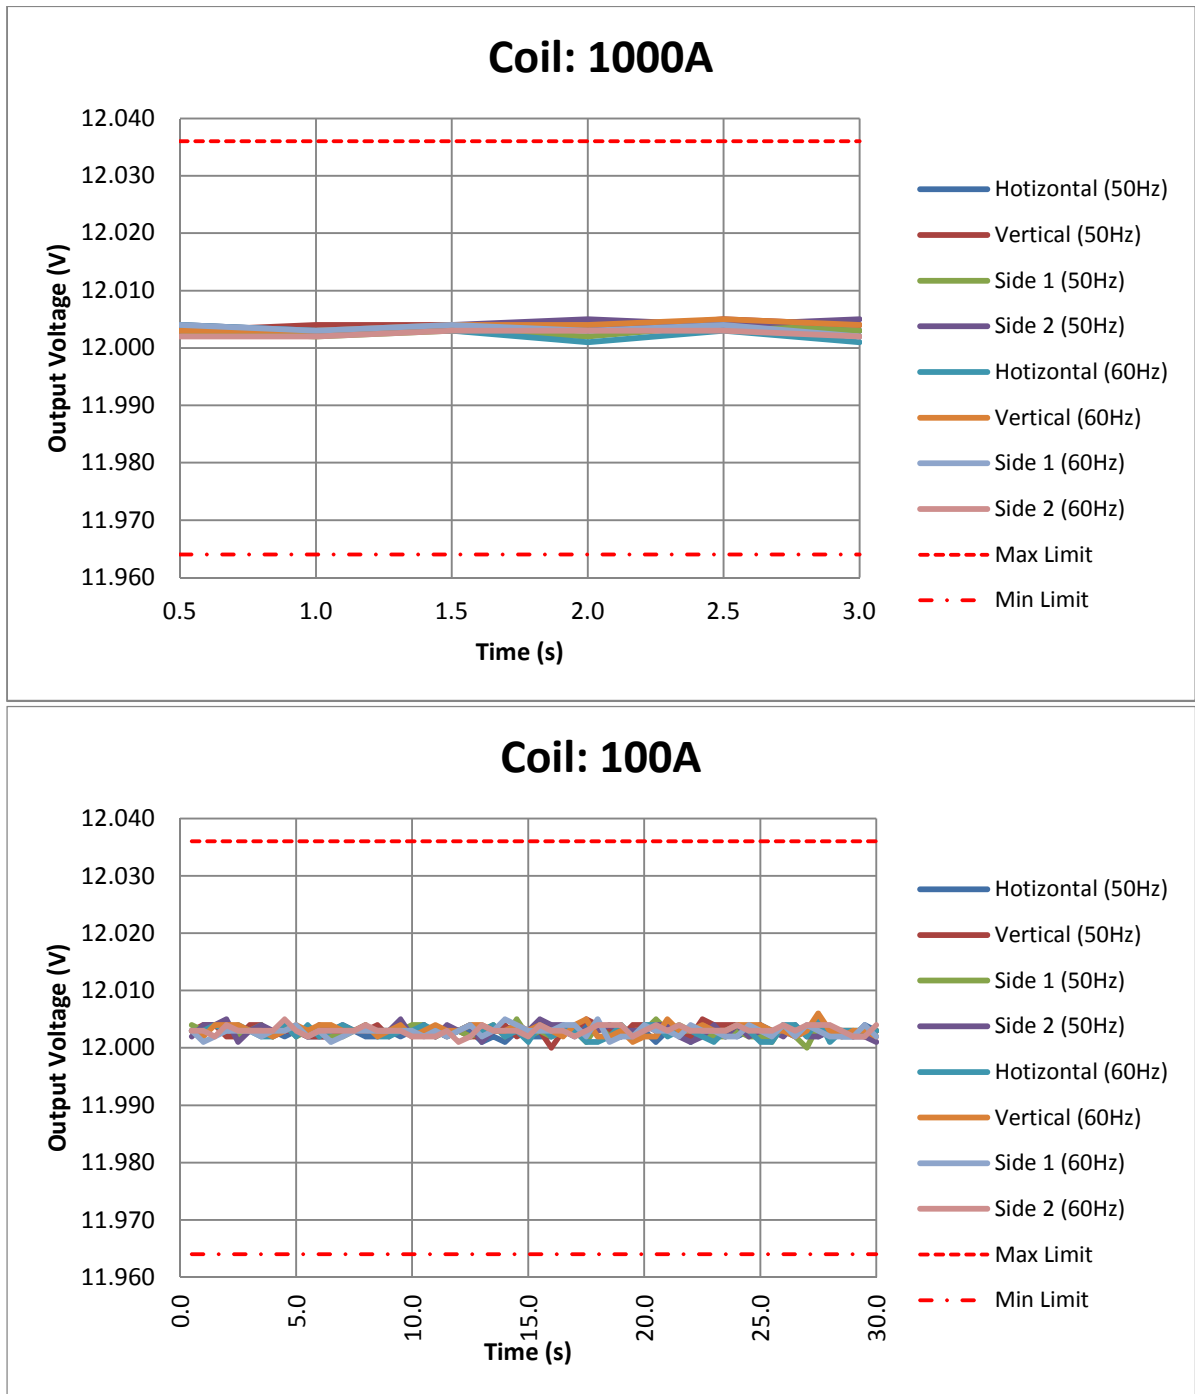 Coil: 1000A
12.040
12.030
12.020
12.010
12.000
11.990
11.980
11.970
11.960
Output Voltage (V)
0.5 1.0 1.5 2.0 2.5 3.0
Time (s)
Hotizontal (50Hz)
Vertical (50Hz)
Side 1 (50Hz)
Side 2 (50Hz)
Hotizontal (60Hz)
Vertical (60Hz)
Side 1 (60Hz)
Side 2 (60Hz)
Max Limit
Min Limit
Coil: 100A
12.040
12.030
12.020
12.010
12.000
11.990
11.980
11.970
11.960
Output Voltage (V)
0.0 5.0 10.0 15.0 20.0 25.0 30.0
Time (s)
Hotizontal (50Hz)
Vertical (50Hz)
Side 1 (50Hz)
Side 2 (50Hz)
Hotizontal (60Hz)
Vertical (60Hz)
Side 1 (60Hz)
Side 2 (60Hz)
Max Limit
Min Limit